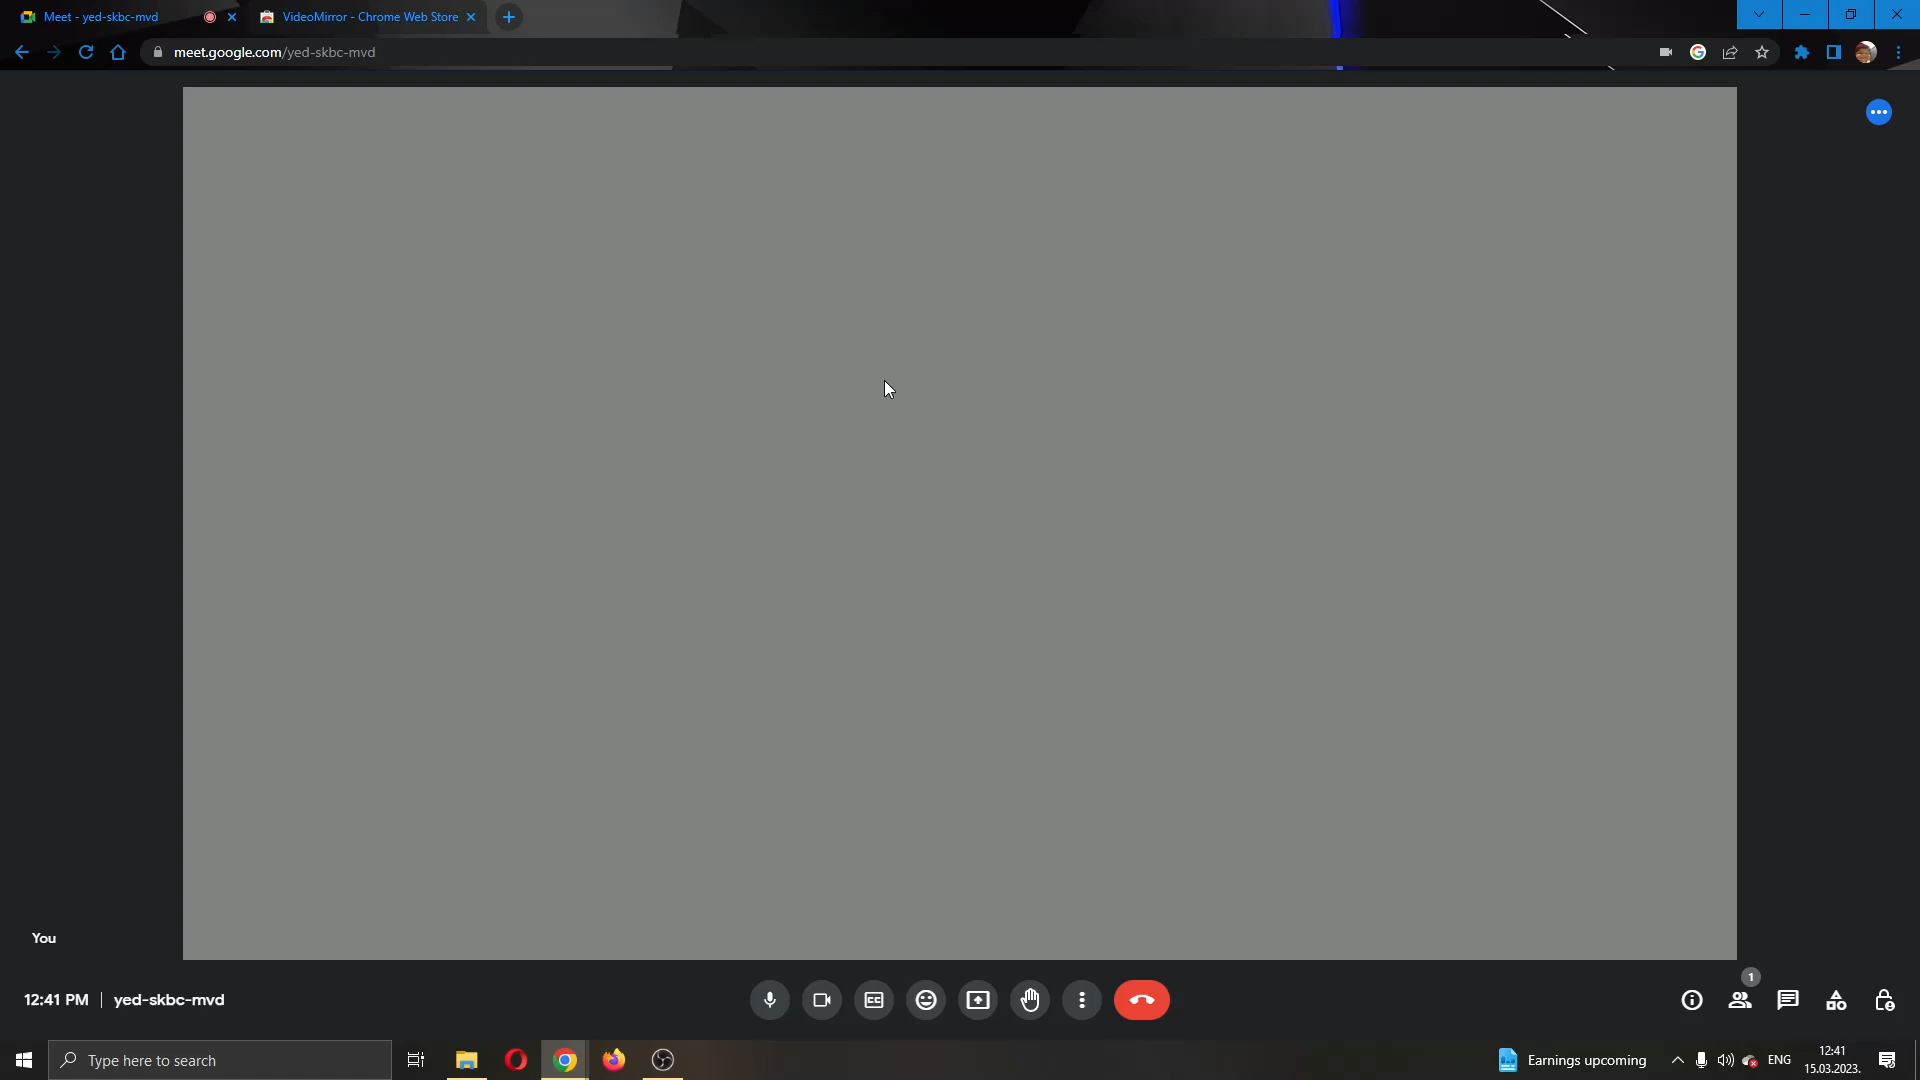 Meet - yed-skbc-mvd
VideoMirror - Chrome Web Store
meet.google.com/yed-skbc-mvd
You
1
12:41 PM | yed-skbc-mvd
CC
Type here to search
Earnings upcoming
ENG
12:41
15.03.2023.